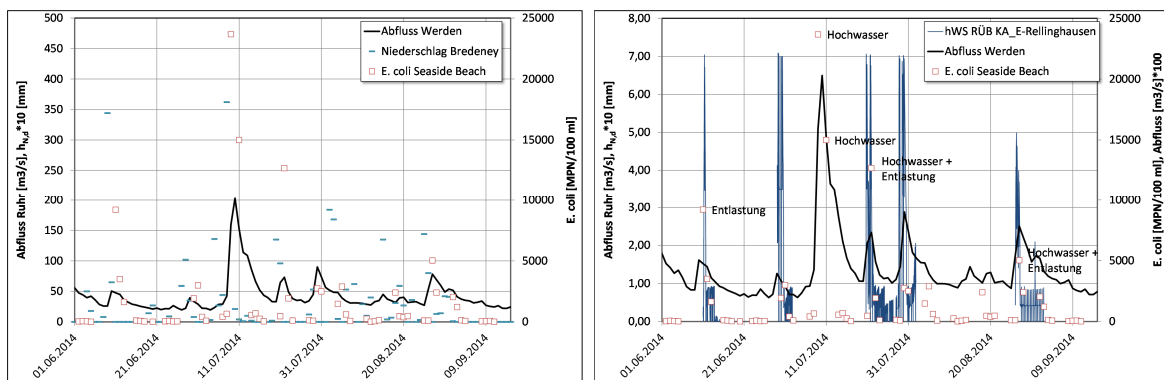 Abfluss Ruhr [m3/s], hN,d*10 [mm]
500
450
400
350
300
250
200
150
100
50
0
Abfluss Werden
Niederschlag Bredeney
E. coli Seaside Beach
25000
20000
15000
10000
5000
0
E. coli [MPN/100 ml]
01.06.2014
21.06.2014
11.07.2014
31.07.2014
20.08.2014
09.09.2014
Abfluss Ruhr [m3/s], hN,d*10 [mm]
8,00
7,00
6,00
5,00
4,00
3,00
2,00
1,00
0,00
hWS RÜB KA_E-Rellinghausen
Abfluss Werden
E. coli Seaside Beach
Hochwasser
Hochwasser
Hochwasser +
Entlastung
Entlastung
Hochwasser +
Entlastung
25000
20000
15000
10000
5000
0
E. coli [MPN/100 ml], Abfluss [m3/s]*100
01.06.2014
21.06.2014
11.07.2014
31.07.2014
20.08.2014
09.09.2014